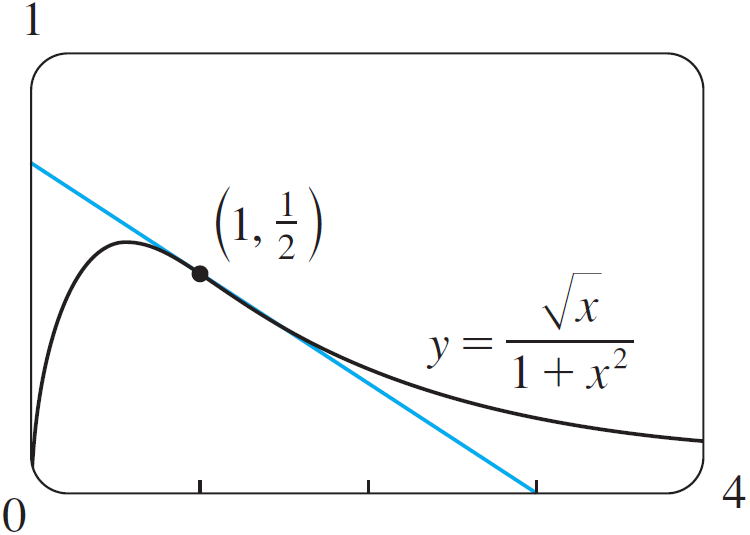 1
(1, 1/2)
y = √x / (1 + x²)
0
4